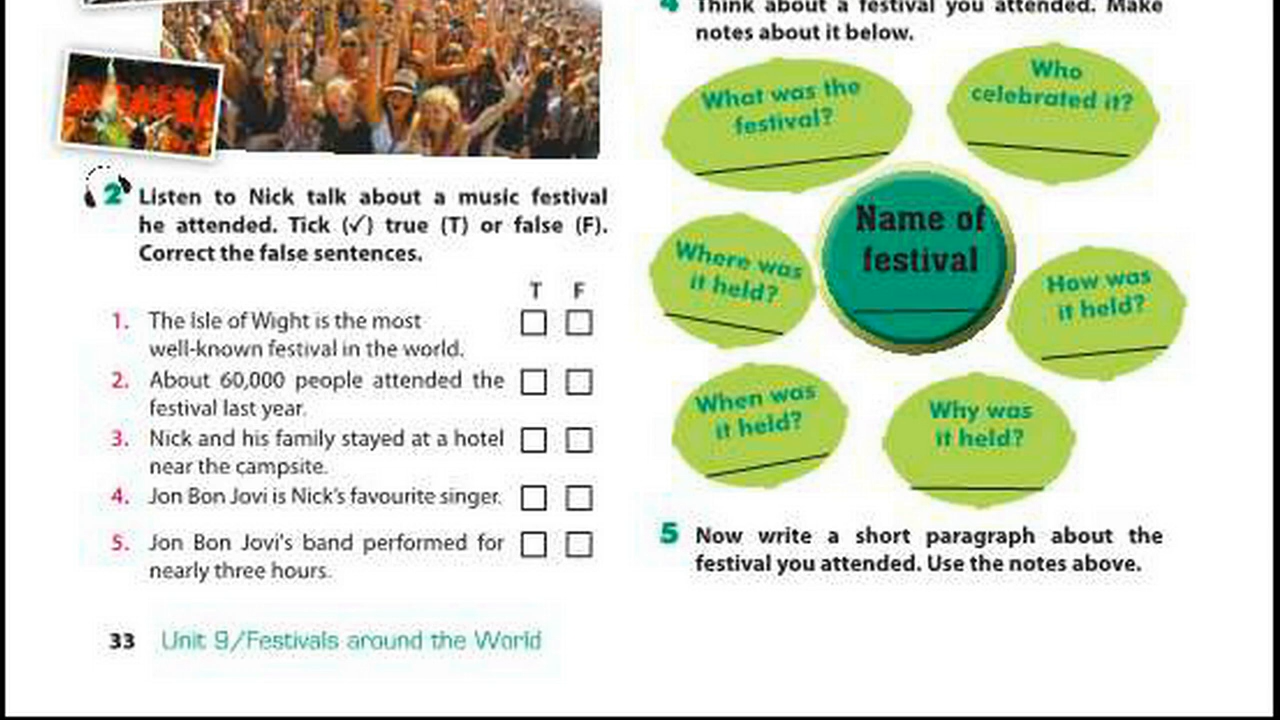 2 Listen to Nick talk about a music festival
he attended. Tick (✓) true (T) or false (F).
Correct the false sentences.
T F
1. The Isle of Wight is the most
well-known festival in the world.
2. About 60,000 people attended the
festival last year.
3. Nick and his family stayed at a hotel
near the campsite.
4. Jon Bon Jovi is Nick's favourite singer.
5. Jon Bon Jovi's band performed for
nearly three hours.
33 Unit 9/Festivals around the World
4 Think about a festival you attended. Make
notes about it below.
What was the
festival?
Who
celebrated it?
Name of
festival
Where was
it held?
How was
it held?
When was
it held?
Why was
it held?
5 Now write a short paragraph about the
festival you attended. Use the notes above.